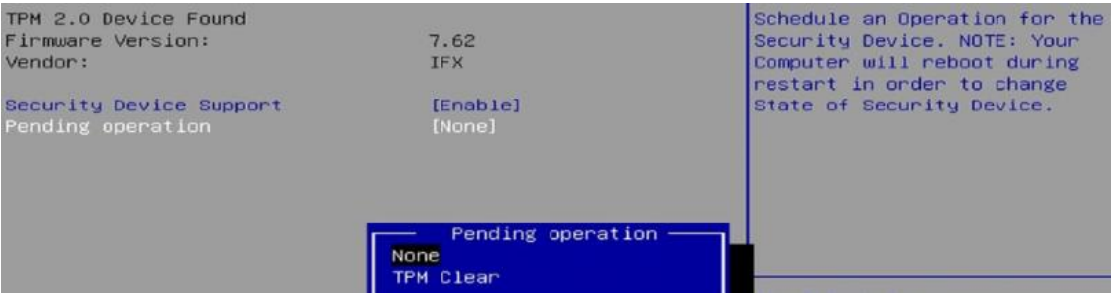 TPM 2.0 Device Found
Firmware Version: 7.62
Vendor: IFX
Security Device Support [Enable]
Pending operation [None]
Schedule an Operation for the
Security Device. NOTE: Your
Computer will reboot during
restart in order to change
State of Security Device.
Pending operation
None
TPM Clear